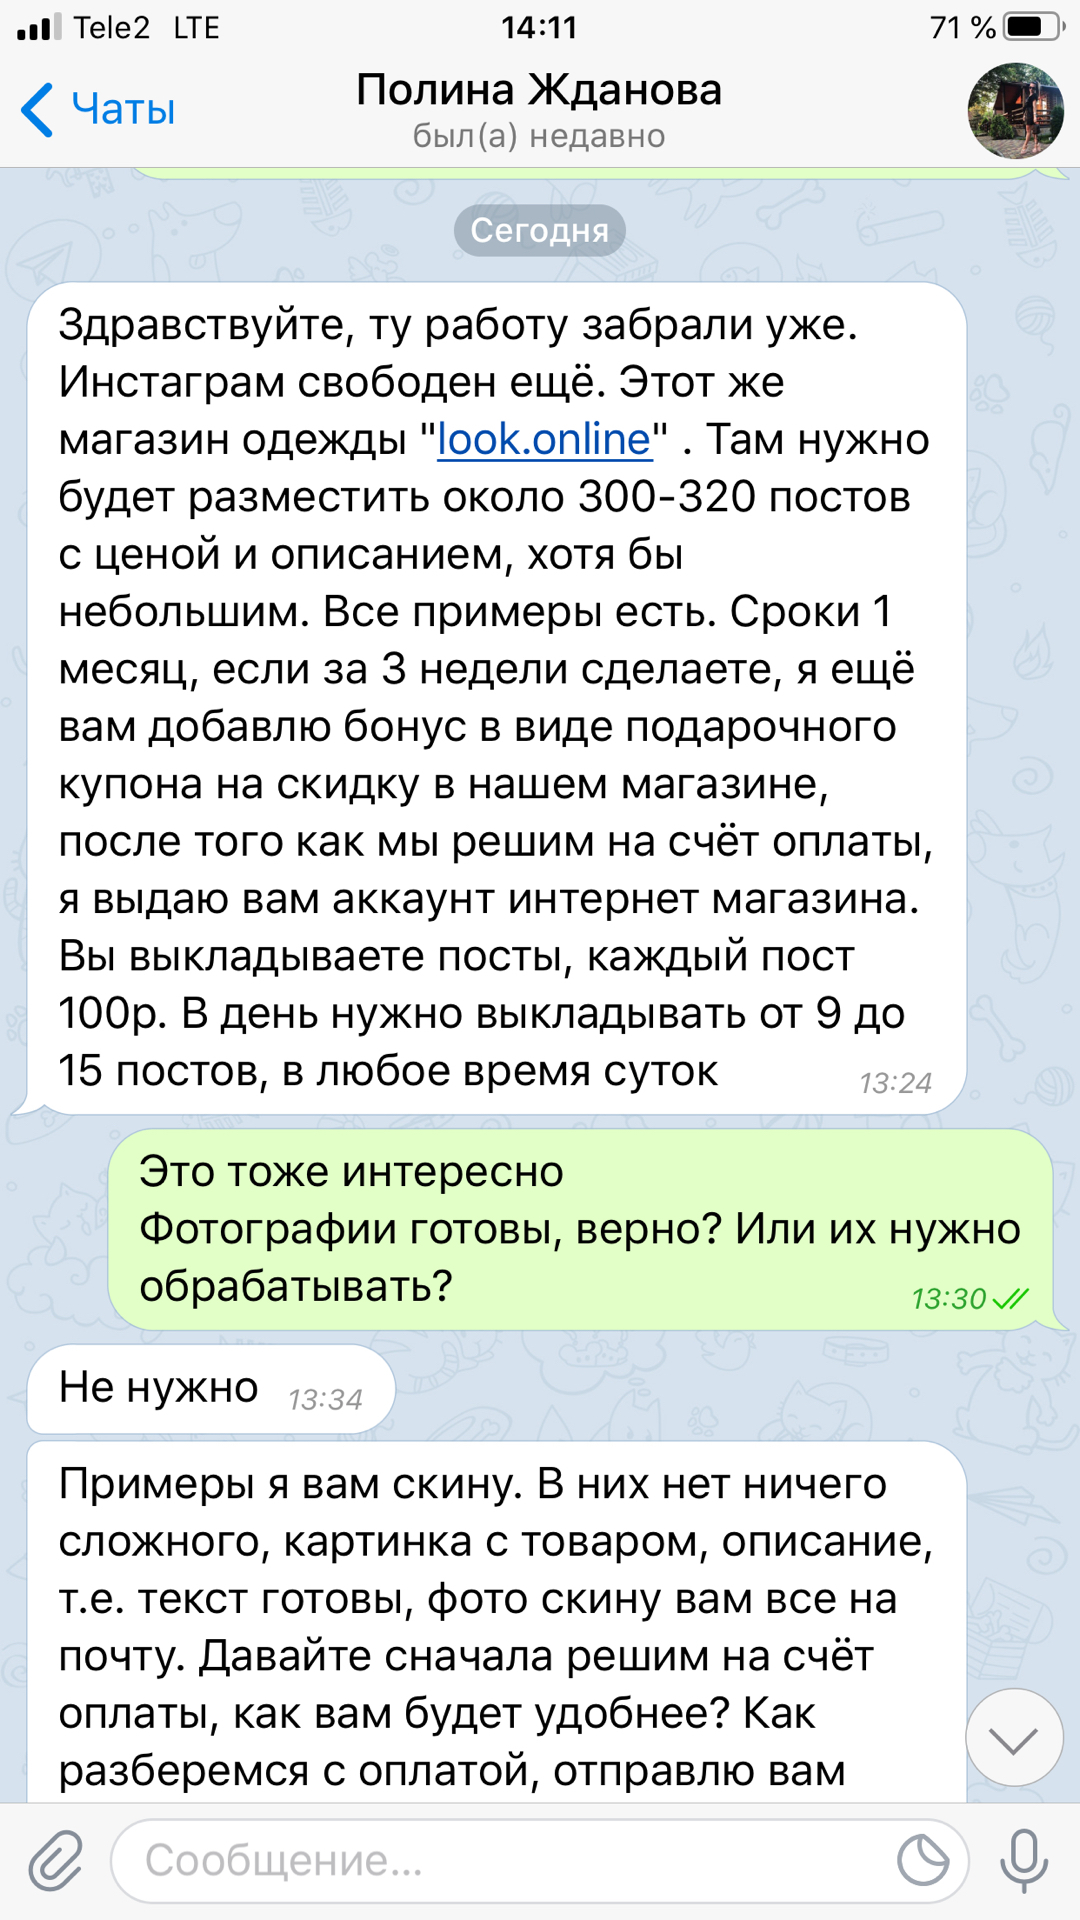 Tele2 LTE 14:11 71 %
Чаты Полина Жданова
был(а) недавно
Сегодня
Здравствуйте, ту работу забрали уже.
Инстаграм свободен ещё. Этот же
магазин одежды "look.online" . Там нужно
будет разместить около 300-320 постов
с ценой и описанием, хотя бы
небольшим. Все примеры есть. Сроки 1
месяц, если за 3 недели сделаете, я ещё
вам добавлю бонус в виде подарочного
купона на скидку в нашем магазине,
после того как мы решим на счёт оплаты,
я выдаю вам аккаунт интернет магазина.
Вы выкладываете посты, каждый пост
100р. В день нужно выкладывать от 9 до
15 постов, в любое время суток 13:24
Это тоже интересно
Фотографии готовы, верно? Или их нужно
обрабатывать? 13:30
Не нужно 13:34
Примеры я вам скину. В них нет ничего
сложного, картинка с товаром, описание,
т.е. текст готовы, фото скину вам все на
почту. Давайте сначала решим на счёт
оплаты, как вам будет удобнее? Как
разберемся с оплатой, отправлю вам
Сообщение...